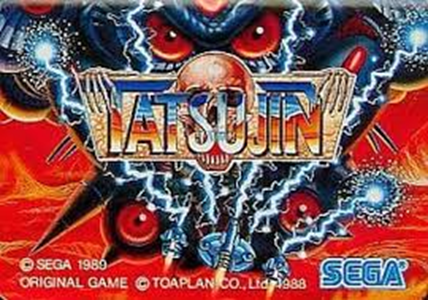 TATSUJIN
© SEGA 1989
ORIGINAL GAME © TOAPLAN CO., Ltd. 1988
SEGA